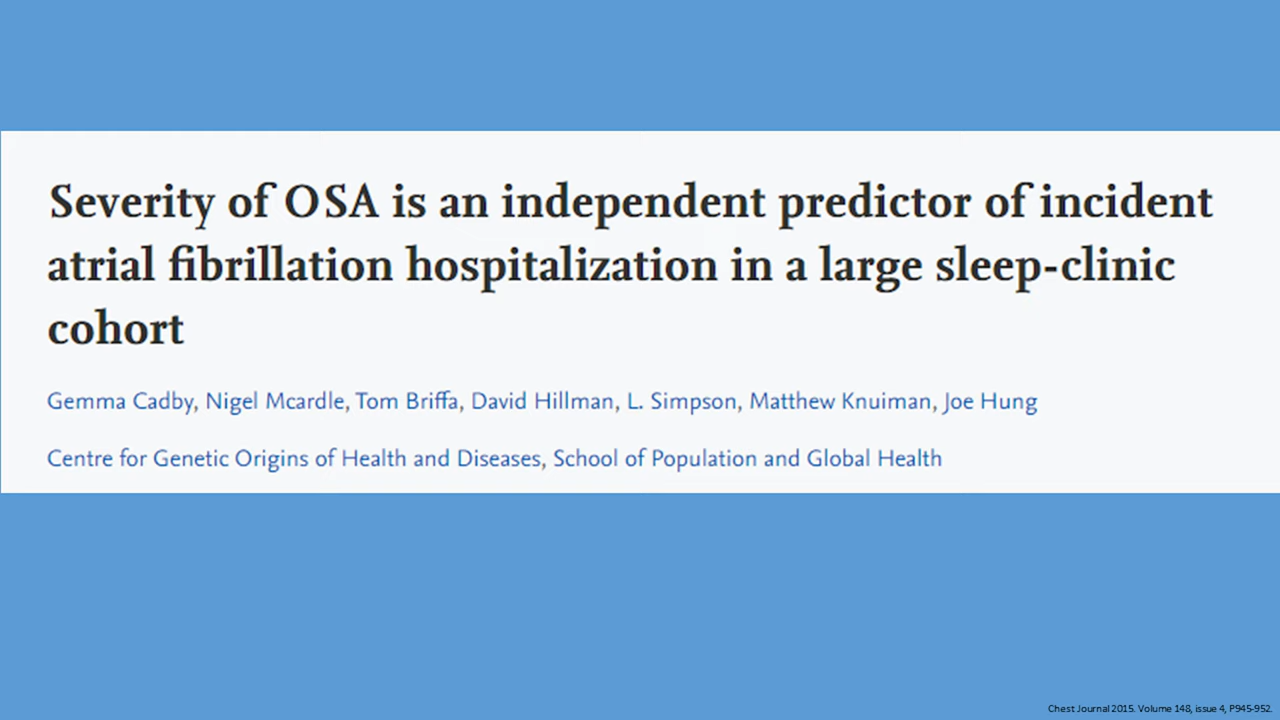 Severity of OSA is an independent predictor of incident
atrial fibrillation hospitalization in a large sleep-clinic
cohort
Gemma Cadby, Nigel Mcardle, Tom Briffa, David Hillman, L. Simpson, Matthew Knuiman, Joe Hung
Centre for Genetic Origins of Health and Diseases, School of Population and Global Health
Chest Journal 2015. Volume 148, issue 4, P945-952.